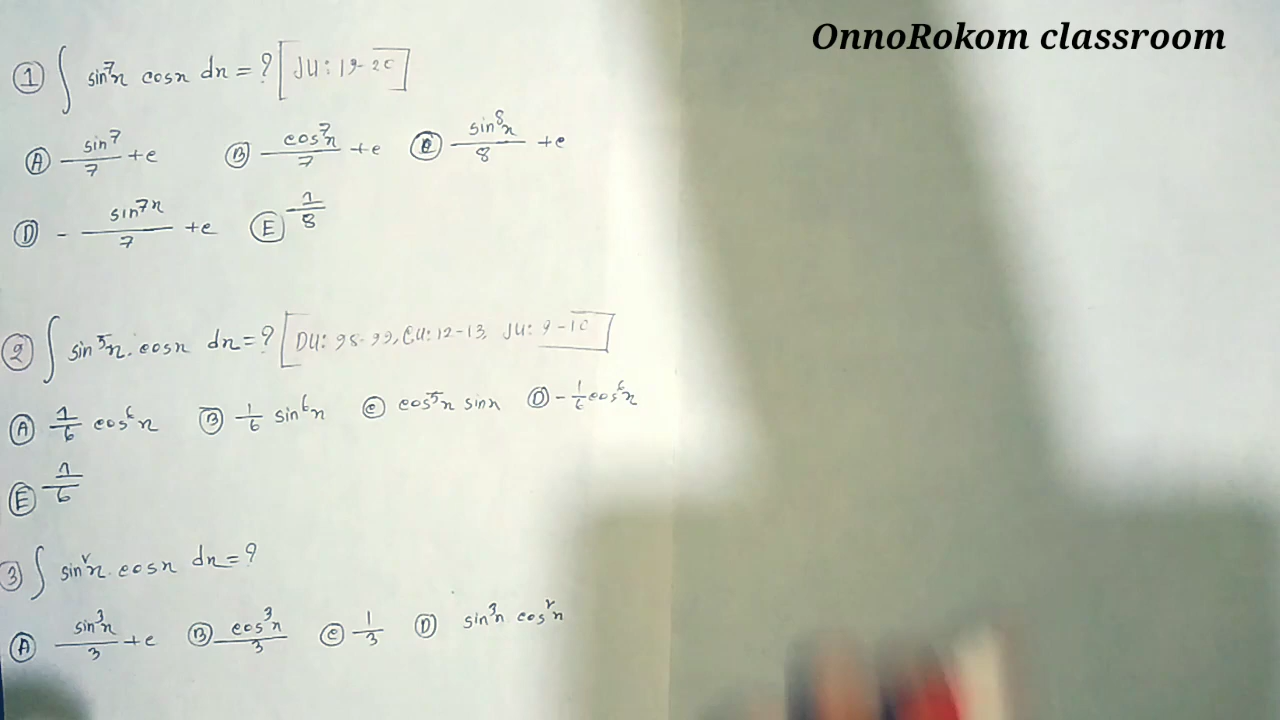 OnnoRokom classroom
① ∫ sin⁷x cosx dx = ? [JU: 19-20]
Ⓐ sin⁷/7 + c Ⓑ cos⁷x/7 + c Ⓒ sin⁸x/8 + c
Ⓓ - sin⁷x/7 + c Ⓔ 1/8
② ∫ sin⁵x. cosx dx = ? [DU: 98-99, CU: 12-13, JU: 9-10]
Ⓐ 1/6 cos⁶x Ⓑ 1/6 sin⁶x Ⓒ cos⁵x sinx Ⓓ - 1/6 cos⁶x
Ⓔ 1/6
③ ∫ sin²x. cosx dx = ?
Ⓐ sin³x/3 + c Ⓑ cos³x/3 Ⓒ 1/3 Ⓓ sin³x cos²x